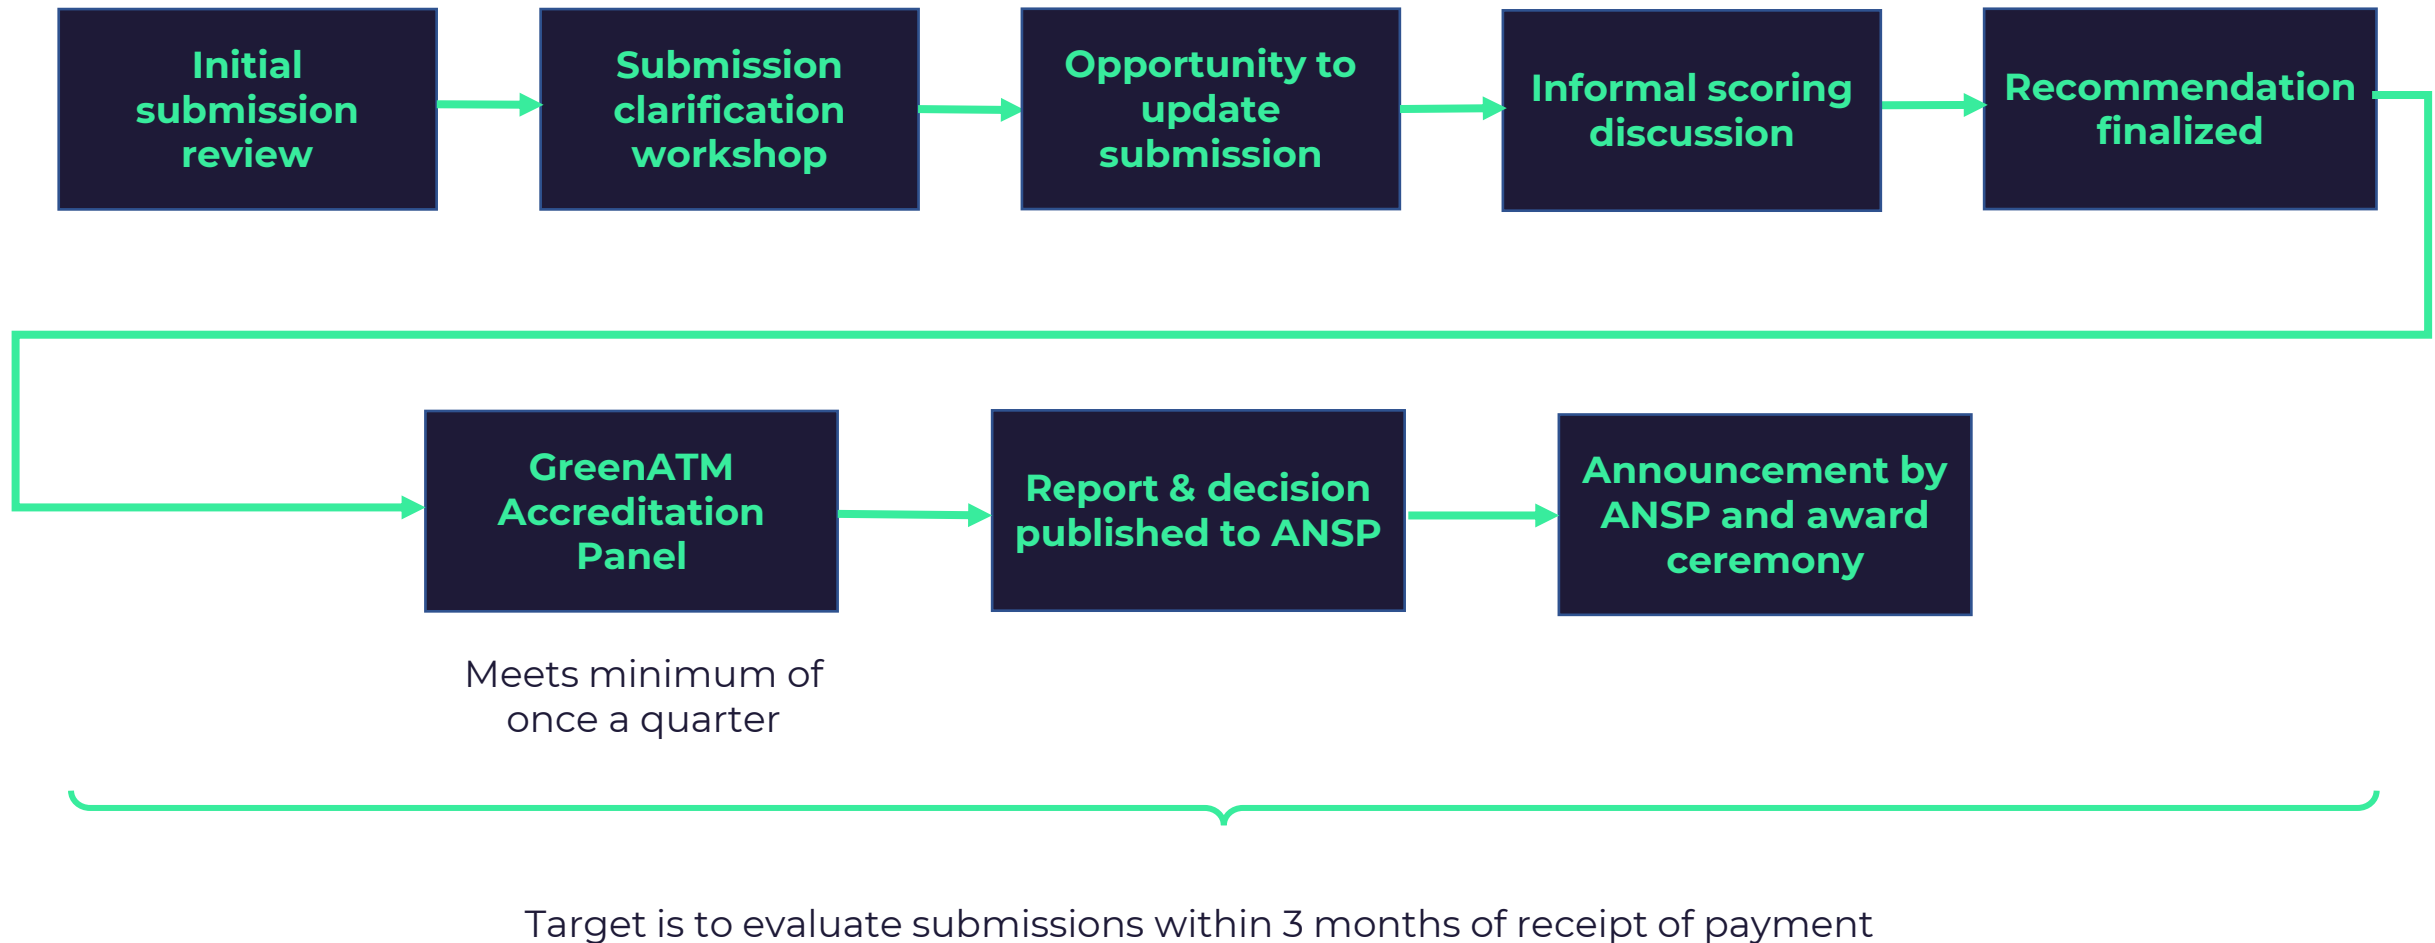 Initial
submission
review
Submission
clarification
workshop
Opportunity to
update
submission
Informal scoring
discussion
Recommendation
finalized
GreenATM
Accreditation
Panel
Report & decision
published to ANSP
Announcement by
ANSP and award
ceremony
Meets minimum of
once a quarter
Target is to evaluate submissions within 3 months of receipt of payment